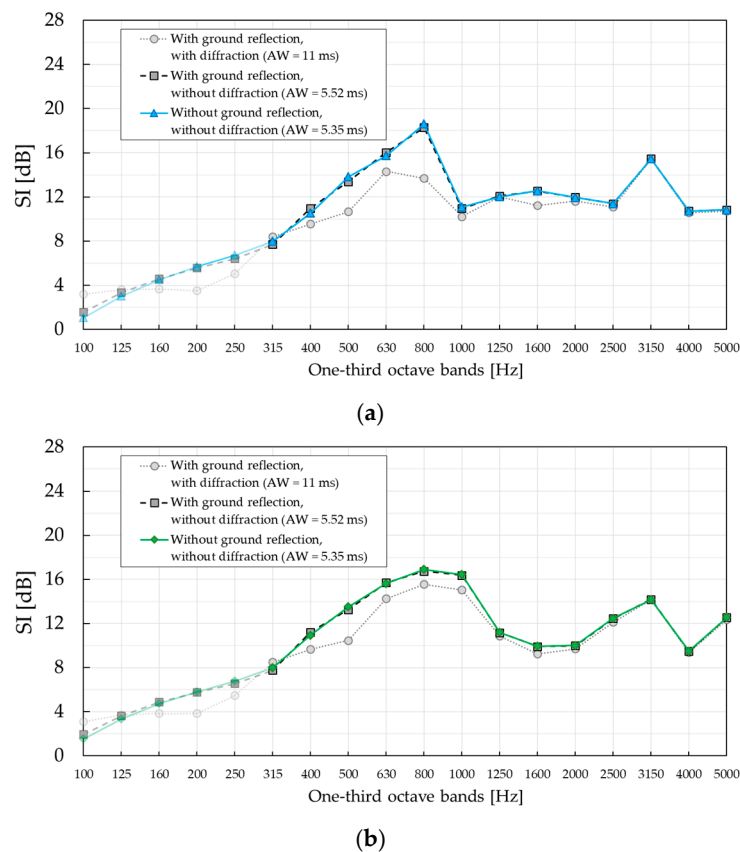 28
24
20
16
12
8
4
0
SI [dB]
With ground reflection,
with diffraction (AW = 11 ms)
With ground reflection,
without diffraction (AW = 5.52 ms)
Without ground reflection,
without diffraction (AW = 5.35 ms)
100 125 160 200 250 315 400 500 630 800 1000 1250 1600 2000 2500 3150 4000 5000
One-third octave bands [Hz]
(a)
28
24
20
16
12
8
4
0
SI [dB]
With ground reflection,
with diffraction (AW = 11 ms)
With ground reflection,
without diffraction (AW = 5.52 ms)
Without ground reflection,
without diffraction (AW = 5.35 ms)
100 125 160 200 250 315 400 500 630 800 1000 1250 1600 2000 2500 3150 4000 5000
One-third octave bands [Hz]
(b)